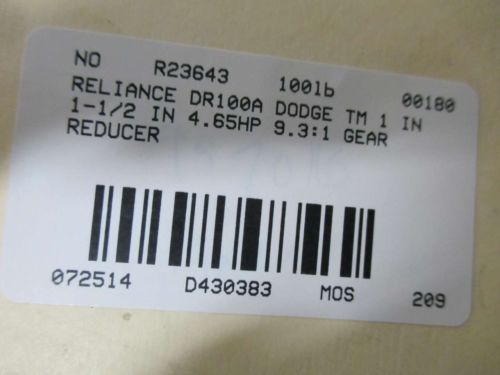 NO R23643 100lb 00180
RELIANCE DR100A DODGE TM 1 IN
1-1/2 IN 4.65HP 9.3:1 GEAR
REDUCER
072514 D430383 MOS 209